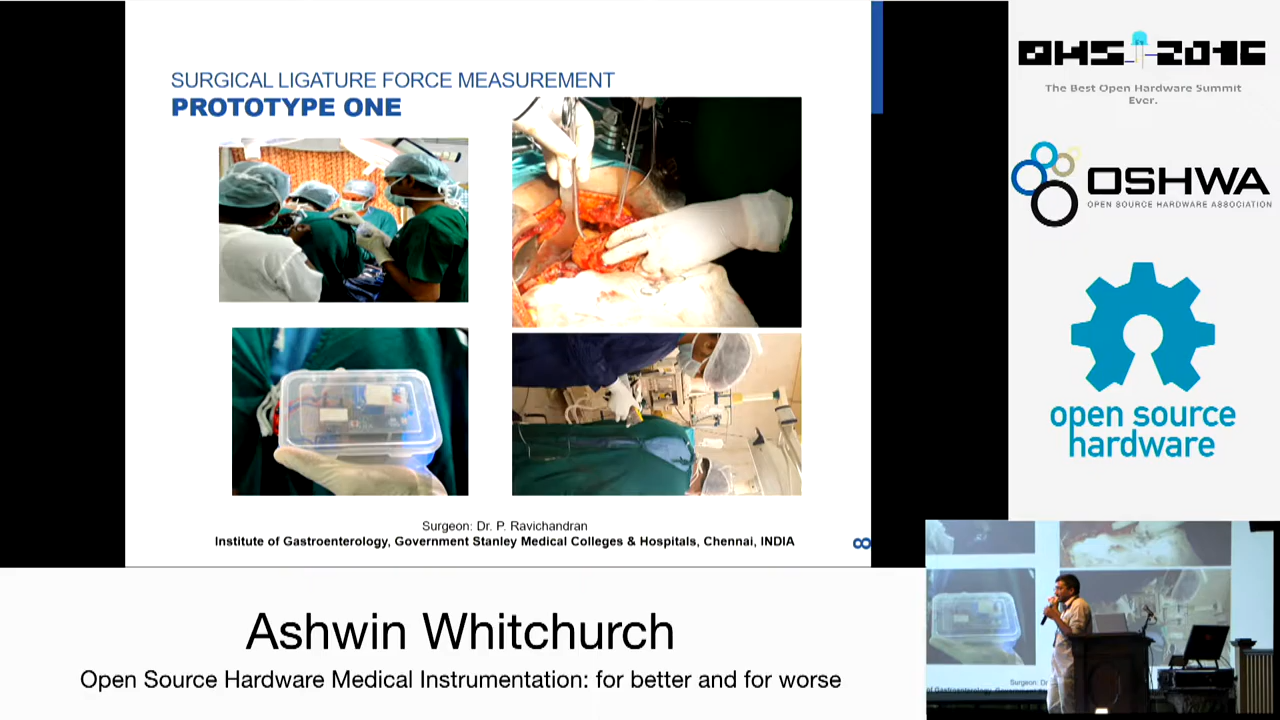 SURGICAL LIGATURE FORCE MEASUREMENT
PROTOTYPE ONE
Surgeon: Dr. P. Ravichandran
Institute of Gastroenterology, Government Stanley Medical Colleges & Hospitals, Chennai, INDIA
OHS 2016
The Best Open Hardware Summit
Ever.
OSHWA
OPEN SOURCE HARDWARE ASSOCIATION
open source
hardware
Ashwin Whitchurch
Open Source Hardware Medical Instrumentation: for better and for worse